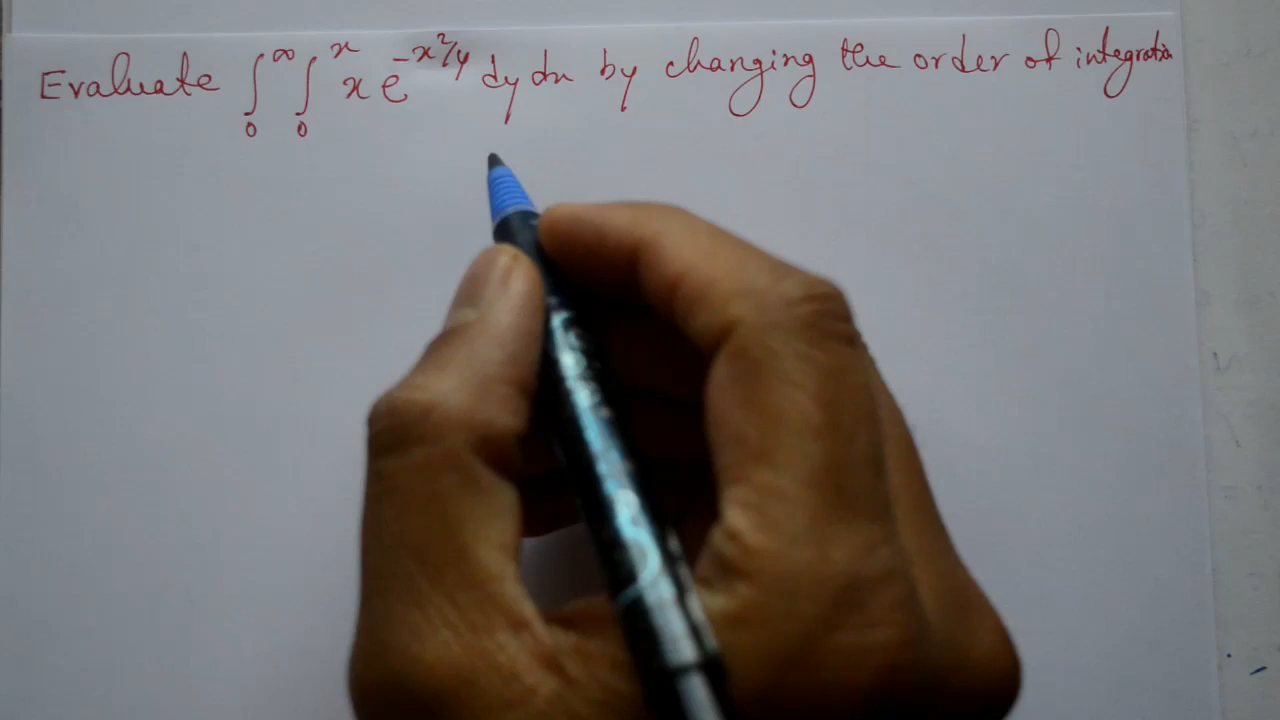 Evaluate ∫₀^∞ ∫₀^x x e^{-x²/y} dy dx by changing the order of integration